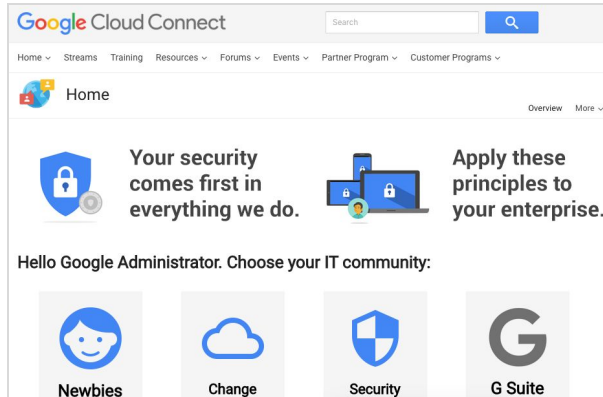 Google Cloud Connect
Search
Home Streams Training Resources Forums Events Partner Program Customer Programs
Home
Overview More
Your security
comes first in
everything we do.
Apply these
principles to
your enterprise.
Hello Google Administrator. Choose your IT community:
Newbies
Change
Security
G
G Suite